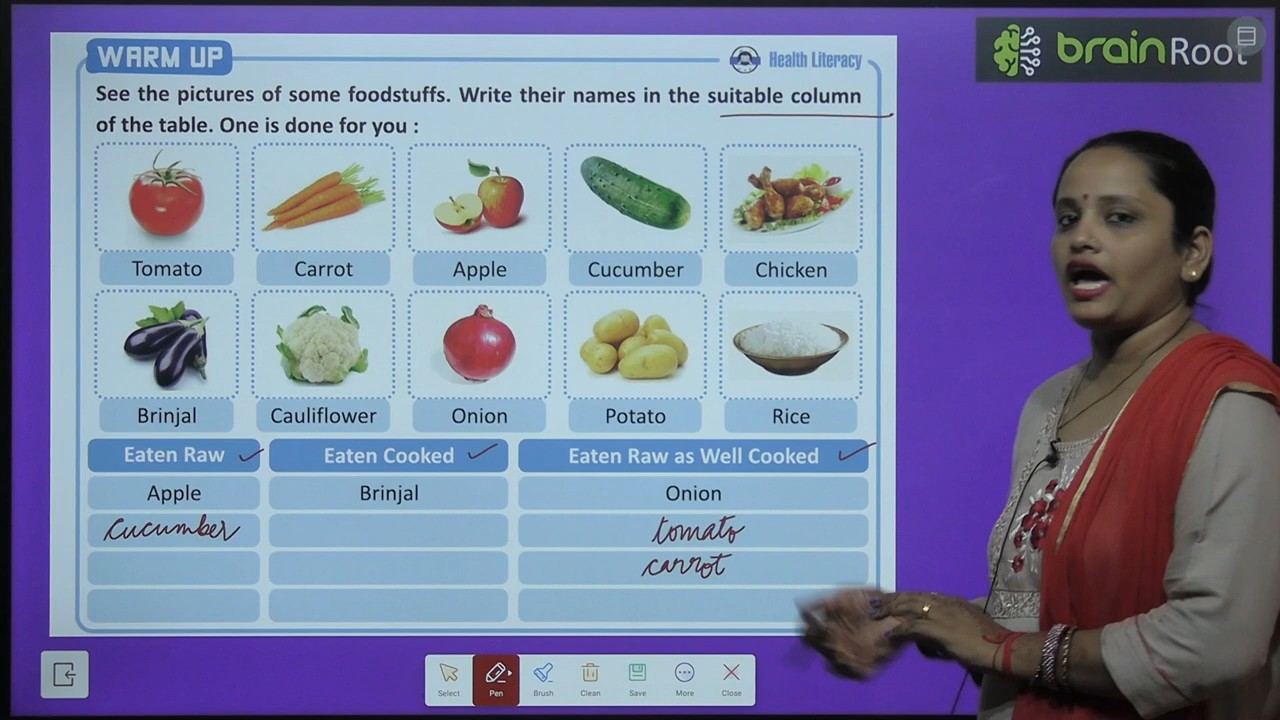 WARM UP
Health Literacy
brainRoot
See the pictures of some foodstuffs. Write their names in the suitable column
of the table. One is done for you :
Tomato Carrot Apple Cucumber Chicken
Brinjal Cauliflower Onion Potato Rice
Eaten Raw Eaten Cooked Eaten Raw as Well Cooked
Apple Brinjal Onion
cucumber tomato
carrot
Select Pen Brush Clean Save More Close